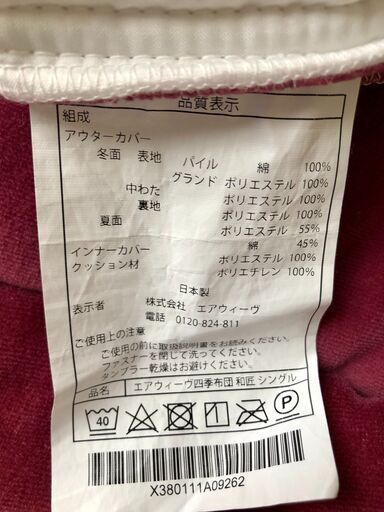 品質表示
組成
アウターカバー
冬面 表地 パイル 綿 100%
グランド ポリエステル 100%
中わた ポリエステル 100%
裏地 ポリエステル 100%
夏面 ポリエステル 55%
綿 45%
インナーカバー ポリエステル 100%
クッション材 ポリエチレン 100%
日本製
表示者 株式会社 エアウィーヴ
電話 0120-824-811
ご使用上の注意
ご使用の前に取扱説明書をお読みください。
ファスナーを閉じて洗ってください。
タンブラー乾燥はお避けください。
品名 エアウィーヴ四季布団 和匠 シングル
40 P
X380111A09262